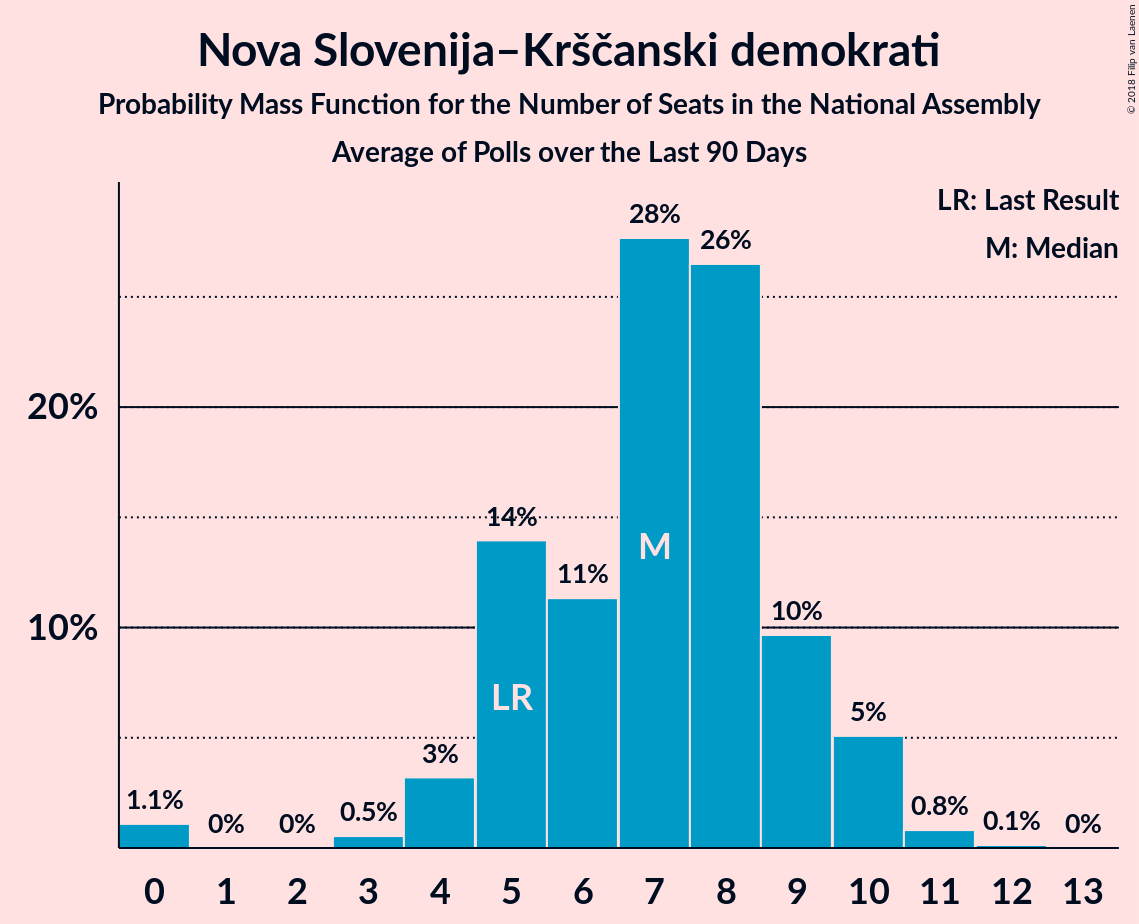 Nova Slovenija–Krščanski demokrati
Probability Mass Function for the Number of Seats in the National Assembly
Average of Polls over the Last 90 Days
© 2018 Filip van Laenen
LR: Last Result
M: Median
28%
26%
20%
14%
11%
M
10%
10%
LR
5%
3%
1.1%
0%
0%
0.5%
0.8%
0.1%
0%
0 1 2 3 4 5 6 7 8 9 10 11 12 13